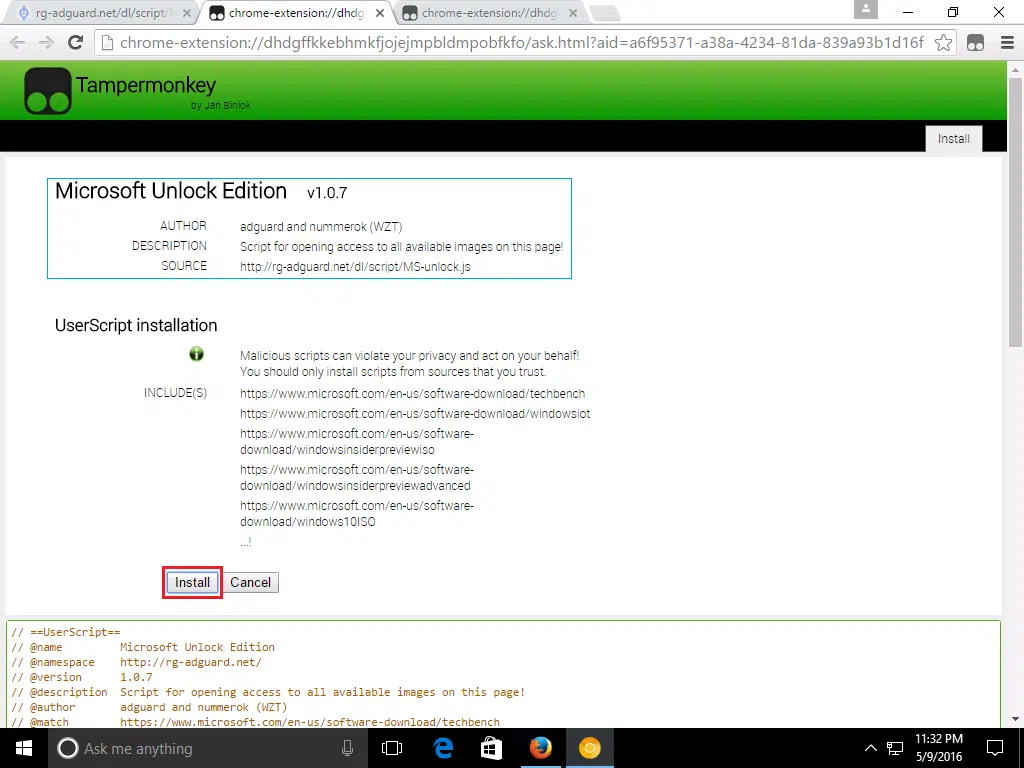 rg-adguard.net/dl/script/
chrome-extension://dhdg
chrome-extension://dhdg
chrome-extension://dhdgffkkebhmkfjojejmpbldmpobfkfo/ask.html?aid=a6f95371-a38a-4234-81da-839a93b1d16f
Tampermonkey
by Jan Biniok
Install
Microsoft Unlock Edition v1.0.7
AUTHOR adguard and nummerok (WZT)
DESCRIPTION Script for opening access to all available images on this page!
SOURCE http://rg-adguard.net/dl/script/MS-unlock.js
UserScript installation
Malicious scripts can violate your privacy and act on your behalf!
You should only install scripts from sources that you trust.
INCLUDE(S) https://www.microsoft.com/en-us/software-download/techbench
https://www.microsoft.com/en-us/software-download/windowsiot
https://www.microsoft.com/en-us/software-
download/windowsinsiderpreviewiso
https://www.microsoft.com/en-us/software-
download/windowsinsiderpreviewadvanced
https://www.microsoft.com/en-us/software-
download/windows10ISO
...!
Install Cancel
// ==UserScript==
// @name Microsoft Unlock Edition
// @namespace http://rg-adguard.net/
// @version 1.0.7
// @description Script for opening access to all available images on this page!
// @author adguard and nummerok (WZT)
// @match https://www.microsoft.com/en-us/software-download/techbench
Ask me anything
11:32 PM
5/9/2016